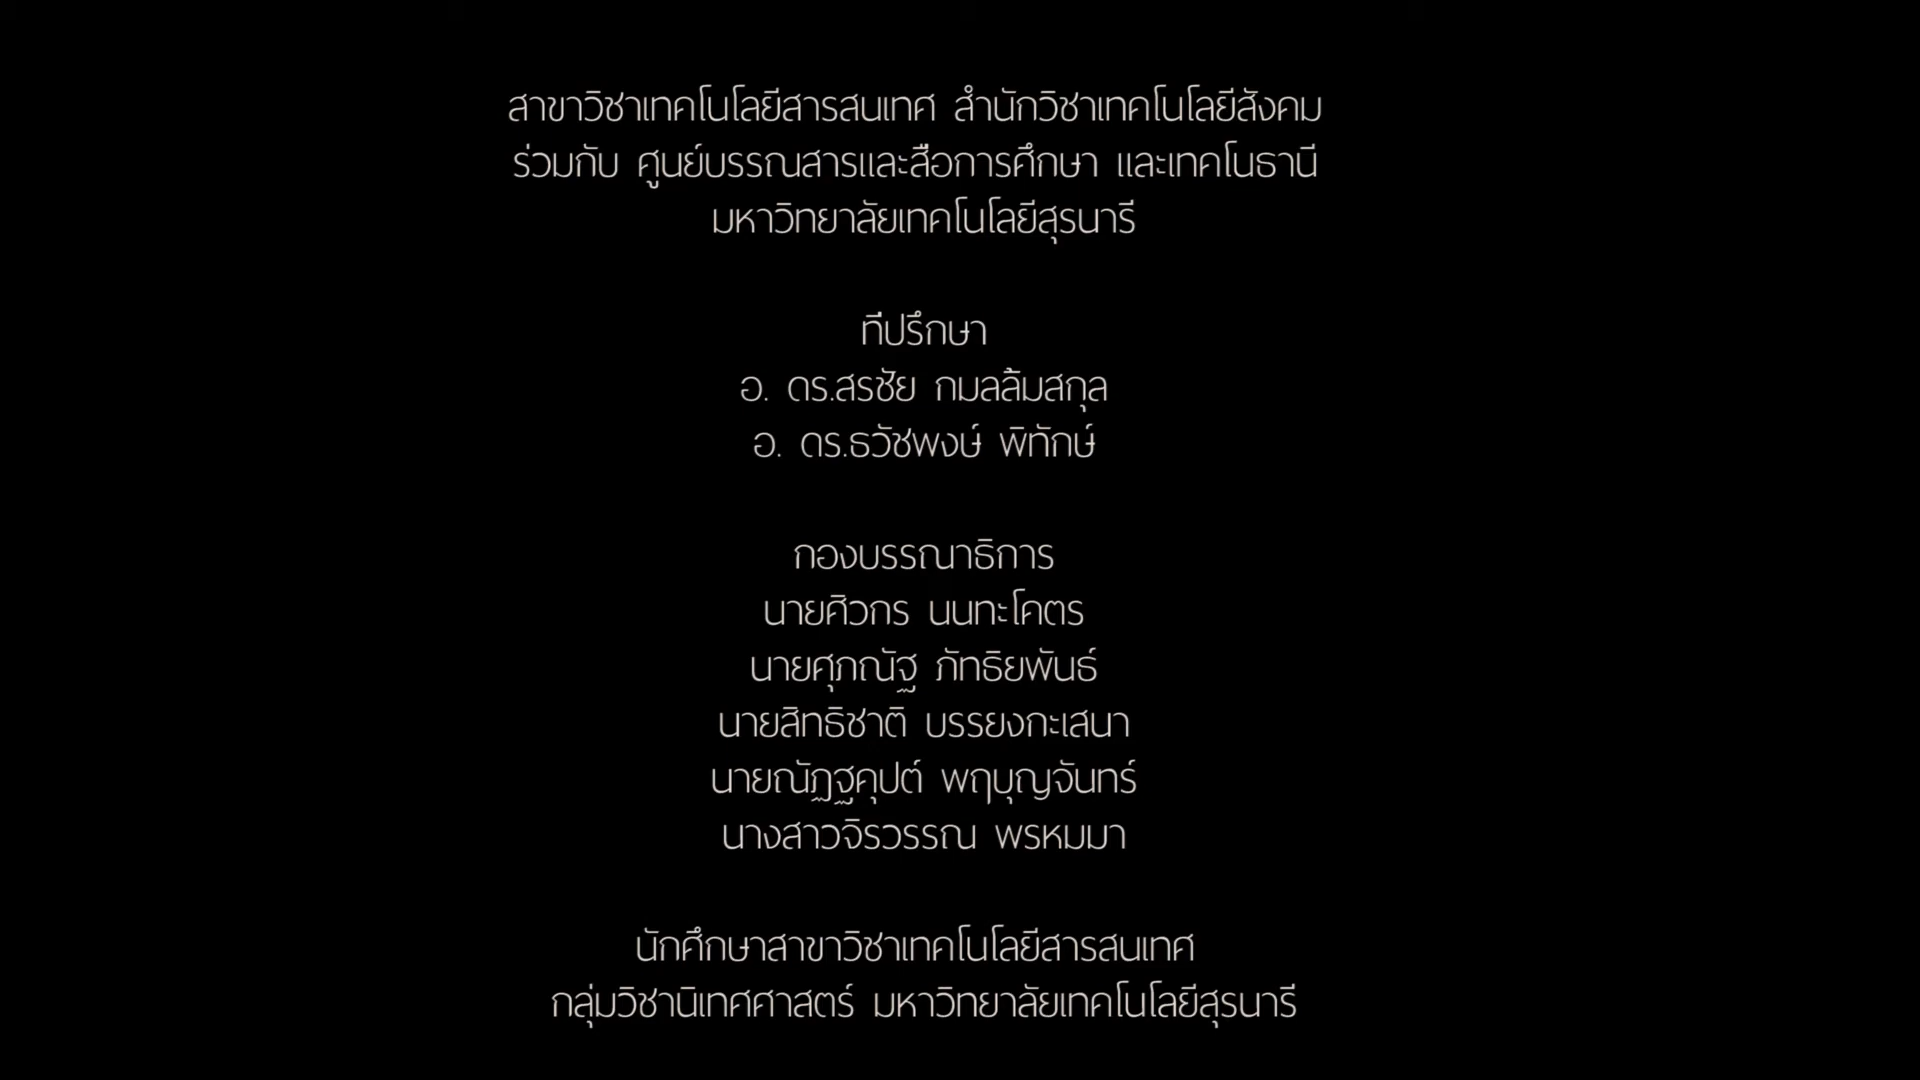 สาขาวิชาเทคโนโลยีสารสนเทศ สำนักวิชาเทคโนโลยีสังคม
ร่วมกับ ศูนย์บรรณสารและสื่อการศึกษา และเทคโนธานี
มหาวิทยาลัยเทคโนโลยีสุรนารี
ที่ปรึกษา
อ. ดร.สรชัย กมลลิ้มสกุล
อ. ดร.ธวัชพงษ์ พิทักษ์
กองบรรณาธิการ
นายศิวกร นนทะโคตร
นายศุภณัฐ ภัทธิยพันธ์
นายสิทธิชาติ บรรยงกะเสนา
นายณัฏฐคุปต์ พฤบุญจันทร์
นางสาวจิรวรรณ พรหมมา
นักศึกษาสาขาวิชาเทคโนโลยีสารสนเทศ
กลุ่มวิชานิเทศศาสตร์ มหาวิทยาลัยเทคโนโลยีสุรนารี